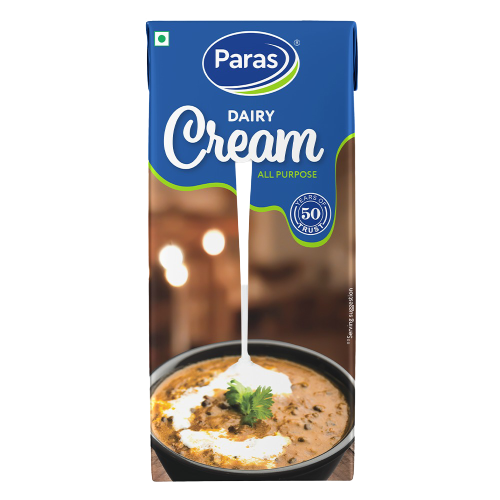 Paras
®
DAIRY
Cream
ALL PURPOSE
YEARS OF
50
TRUST
**Serving suggestion